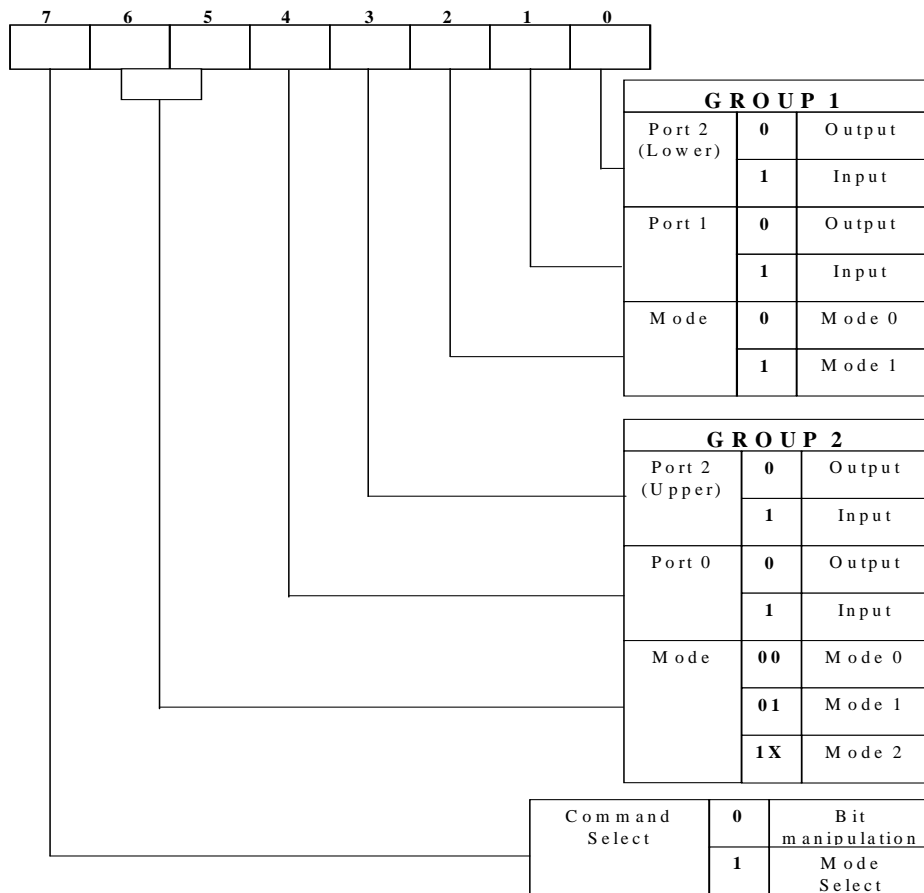 7 6 5 4 3 2 1 0
GROUP 1
Port 2 0 Output
(Lower)
1 Input
Port 1 0 Output
1 Input
Mode 0 Mode 0
1 Mode 1
GROUP 2
Port 2 0 Output
(Upper)
1 Input
Port 0 0 Output
1 Input
Mode 00 Mode 0
01 Mode 1
1X Mode 2
Command 0 Bit
Select manipulation
1 Mode
Select